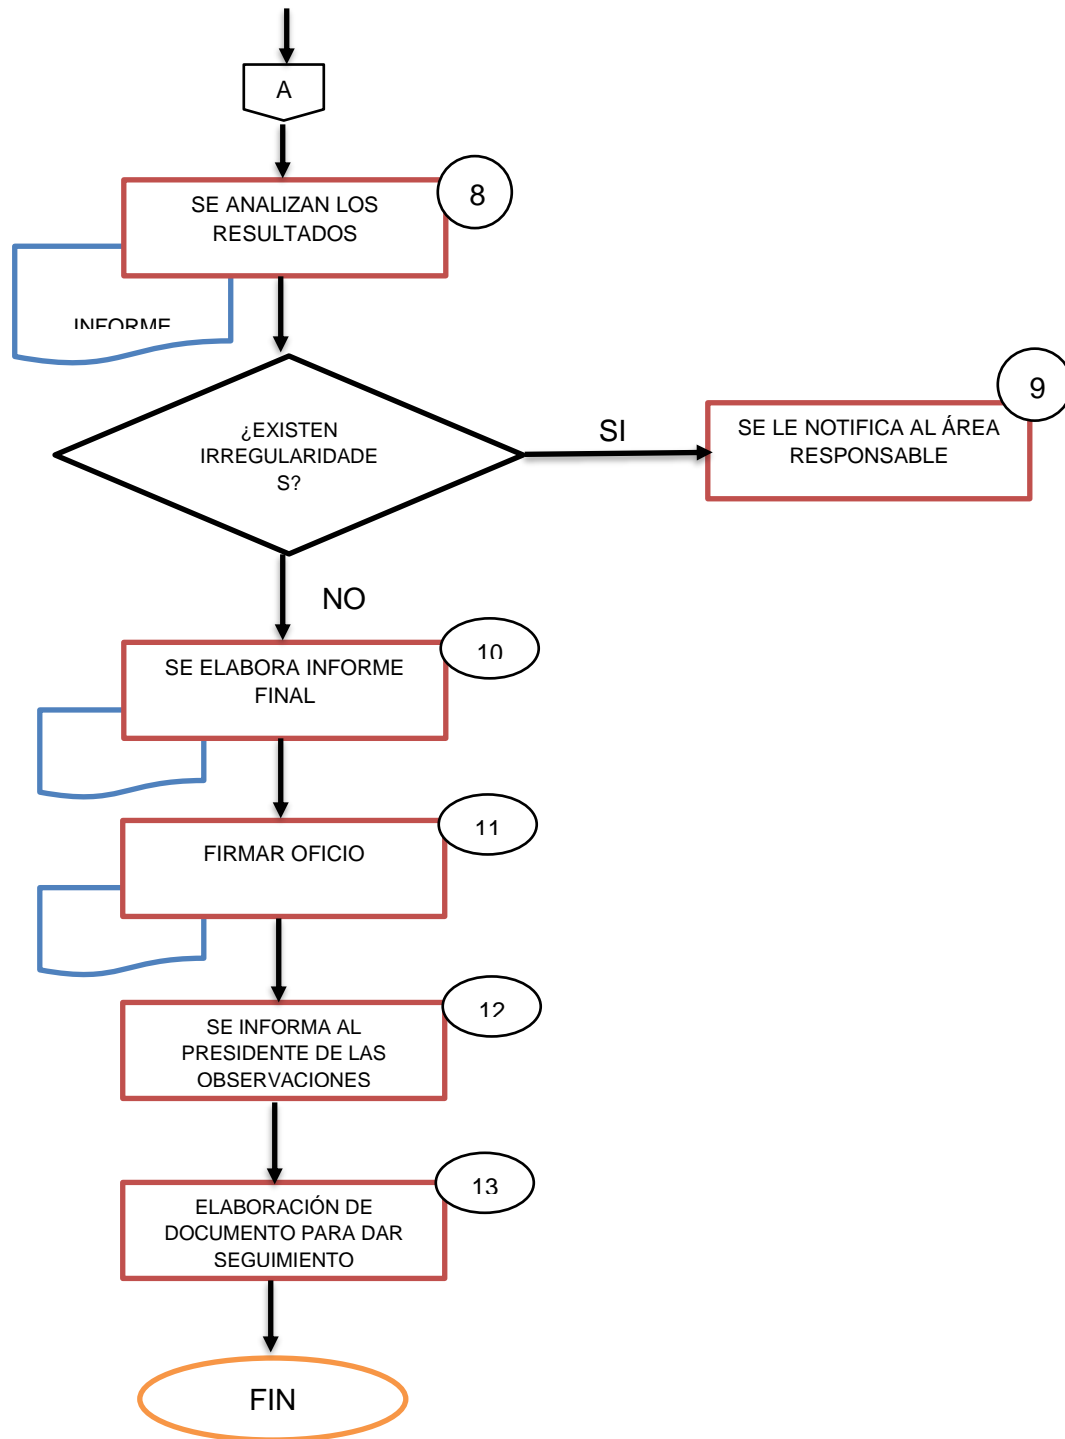 A
8
SE ANALIZAN LOS
RESULTADOS
INFORME
¿EXISTEN
IRREGULARIDADE
S?
SI
9
SE LE NOTIFICA AL ÁREA
RESPONSABLE
NO
10
SE ELABORA INFORME
FINAL
11
FIRMAR OFICIO
12
SE INFORMA AL
PRESIDENTE DE LAS
OBSERVACIONES
13
ELABORACIÓN DE
DOCUMENTO PARA DAR
SEGUIMIENTO
FIN